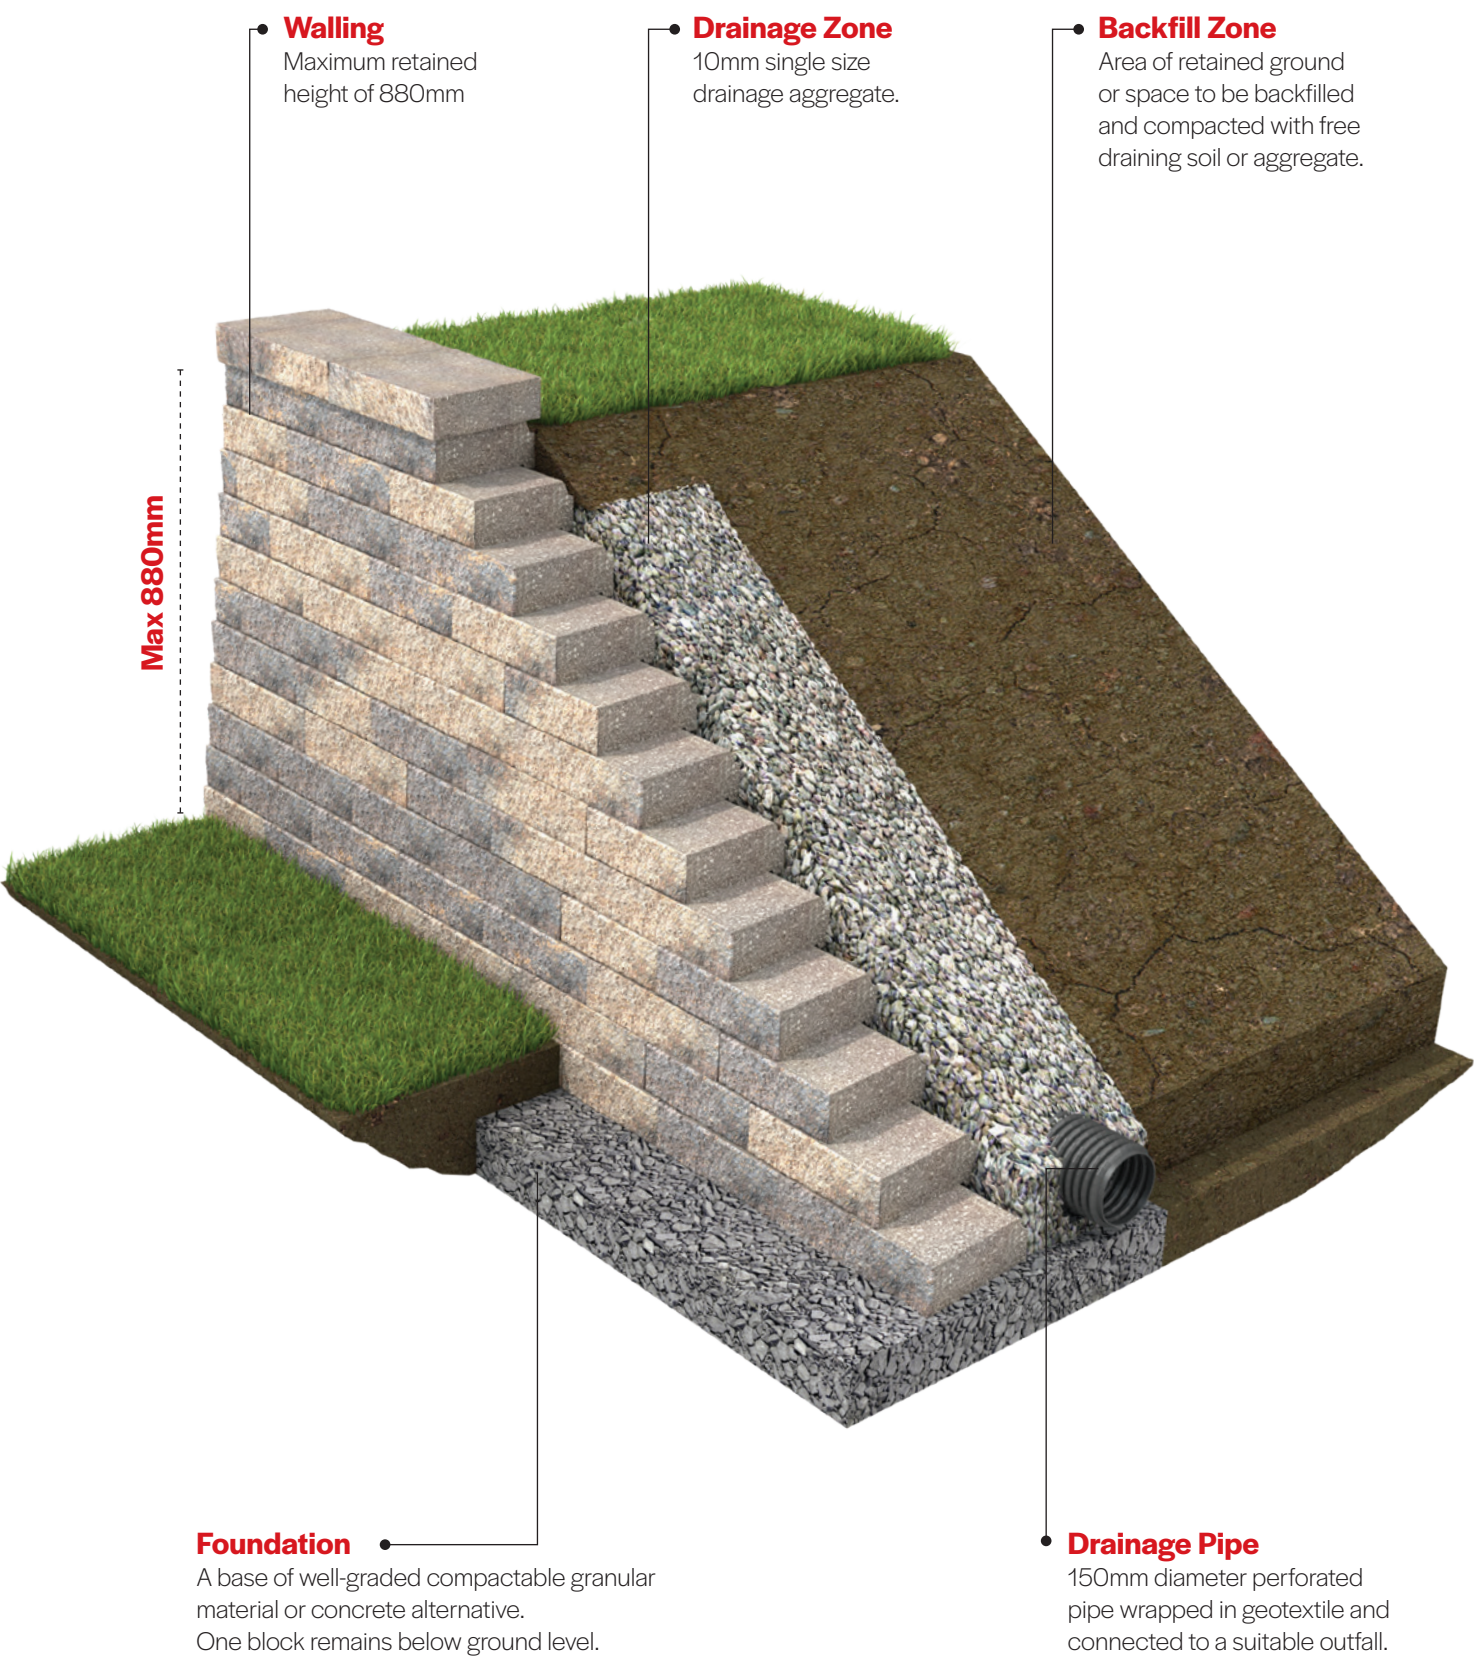 Walling
Maximum retained
height of 880mm
Drainage Zone
10mm single size
drainage aggregate.
Backfill Zone
Area of retained ground
or space to be backfilled
and compacted with free
draining soil or aggregate.
Max 880mm
Foundation
A base of well-graded compactable granular
material or concrete alternative.
One block remains below ground level.
Drainage Pipe
150mm diameter perforated
pipe wrapped in geotextile and
connected to a suitable outfall.